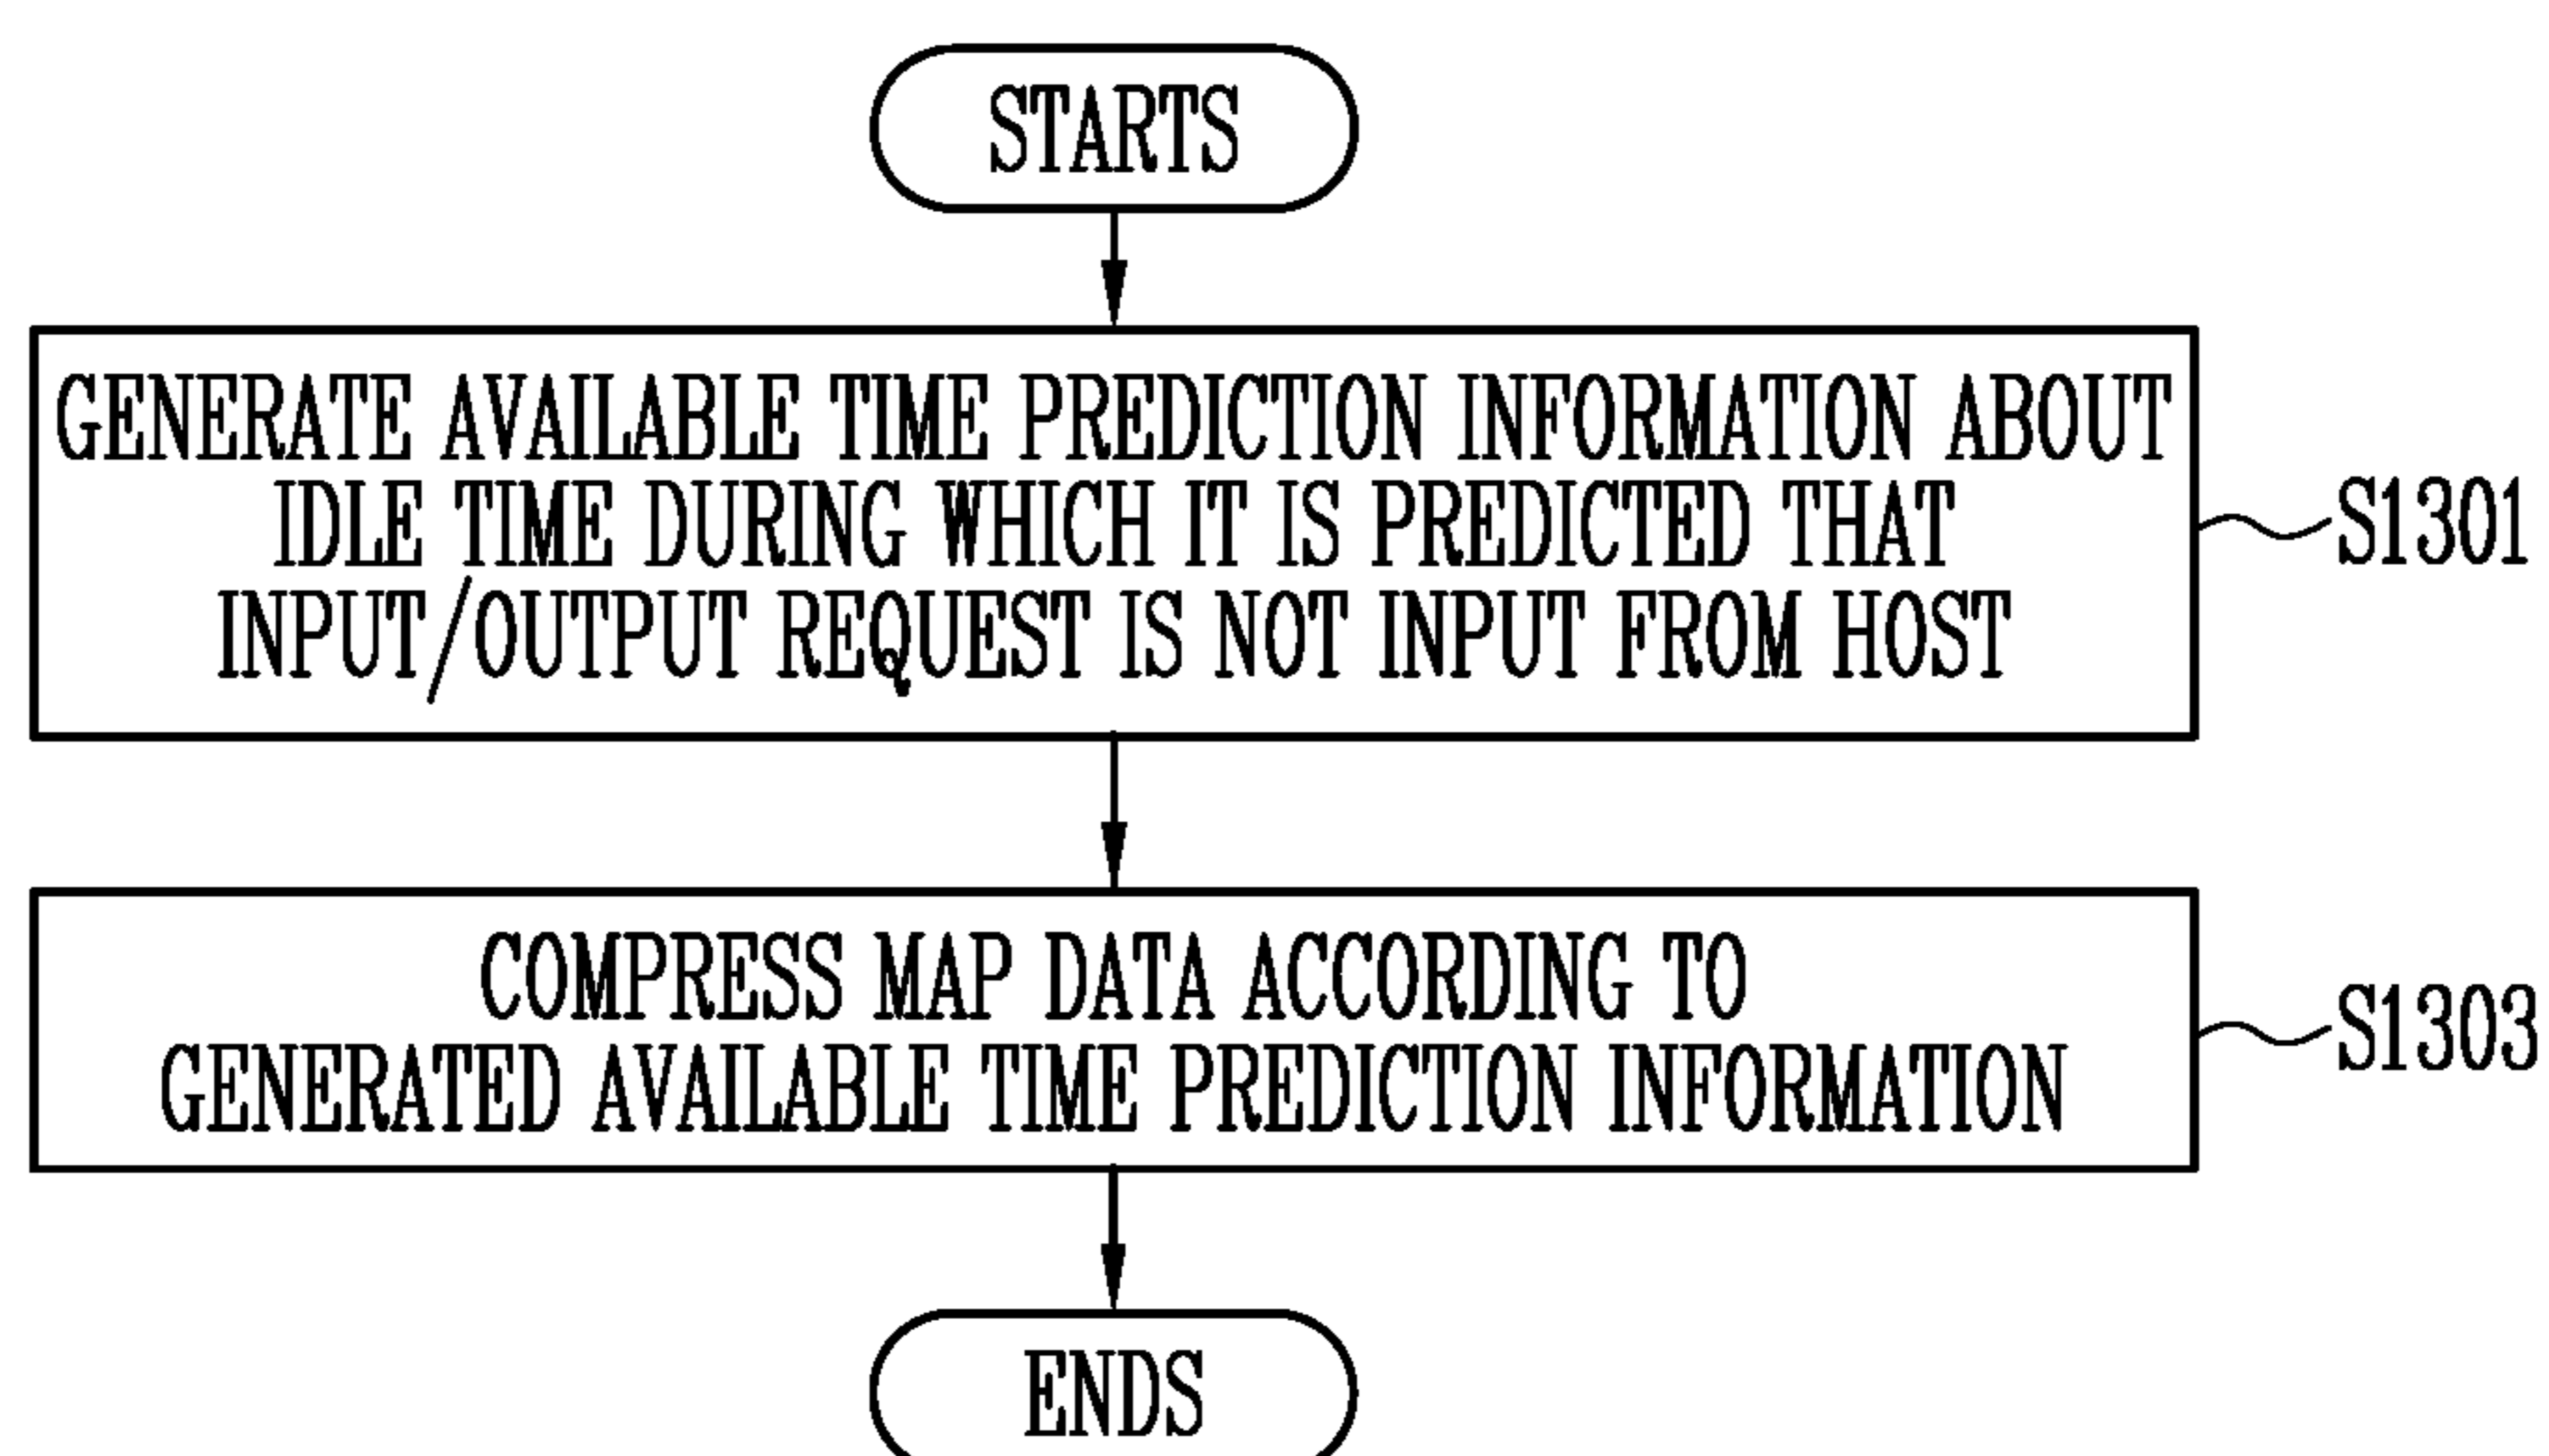 STARTS
GENERATE AVAILABLE TIME PREDICTION INFORMATION ABOUT
IDLE TIME DURING WHICH IT IS PREDICTED THAT
INPUT/OUTPUT REQUEST IS NOT INPUT FROM HOST
S1301
COMPRESS MAP DATA ACCORDING TO
GENERATED AVAILABLE TIME PREDICTION INFORMATION
S1303
ENDS